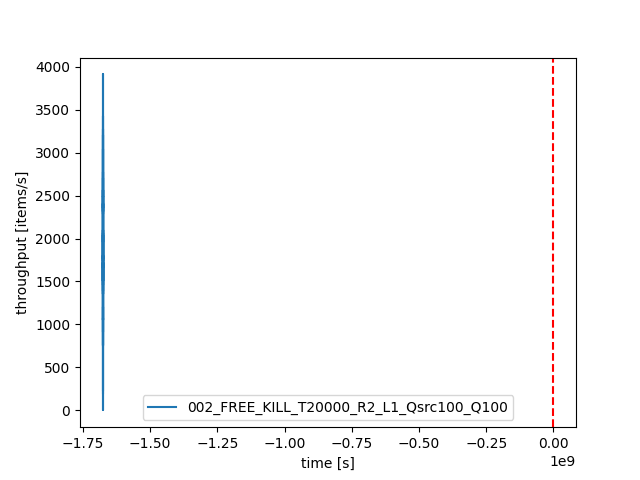 4000
3500
3000
2500
2000
1500
1000
500
0
throughput [items/s]
002_FREE_KILL_T20000_R2_L1_Qsrc100_Q100
−1.75 −1.50 −1.25 −1.00 −0.75 −0.50 −0.25 0.00
time [s]
1e9